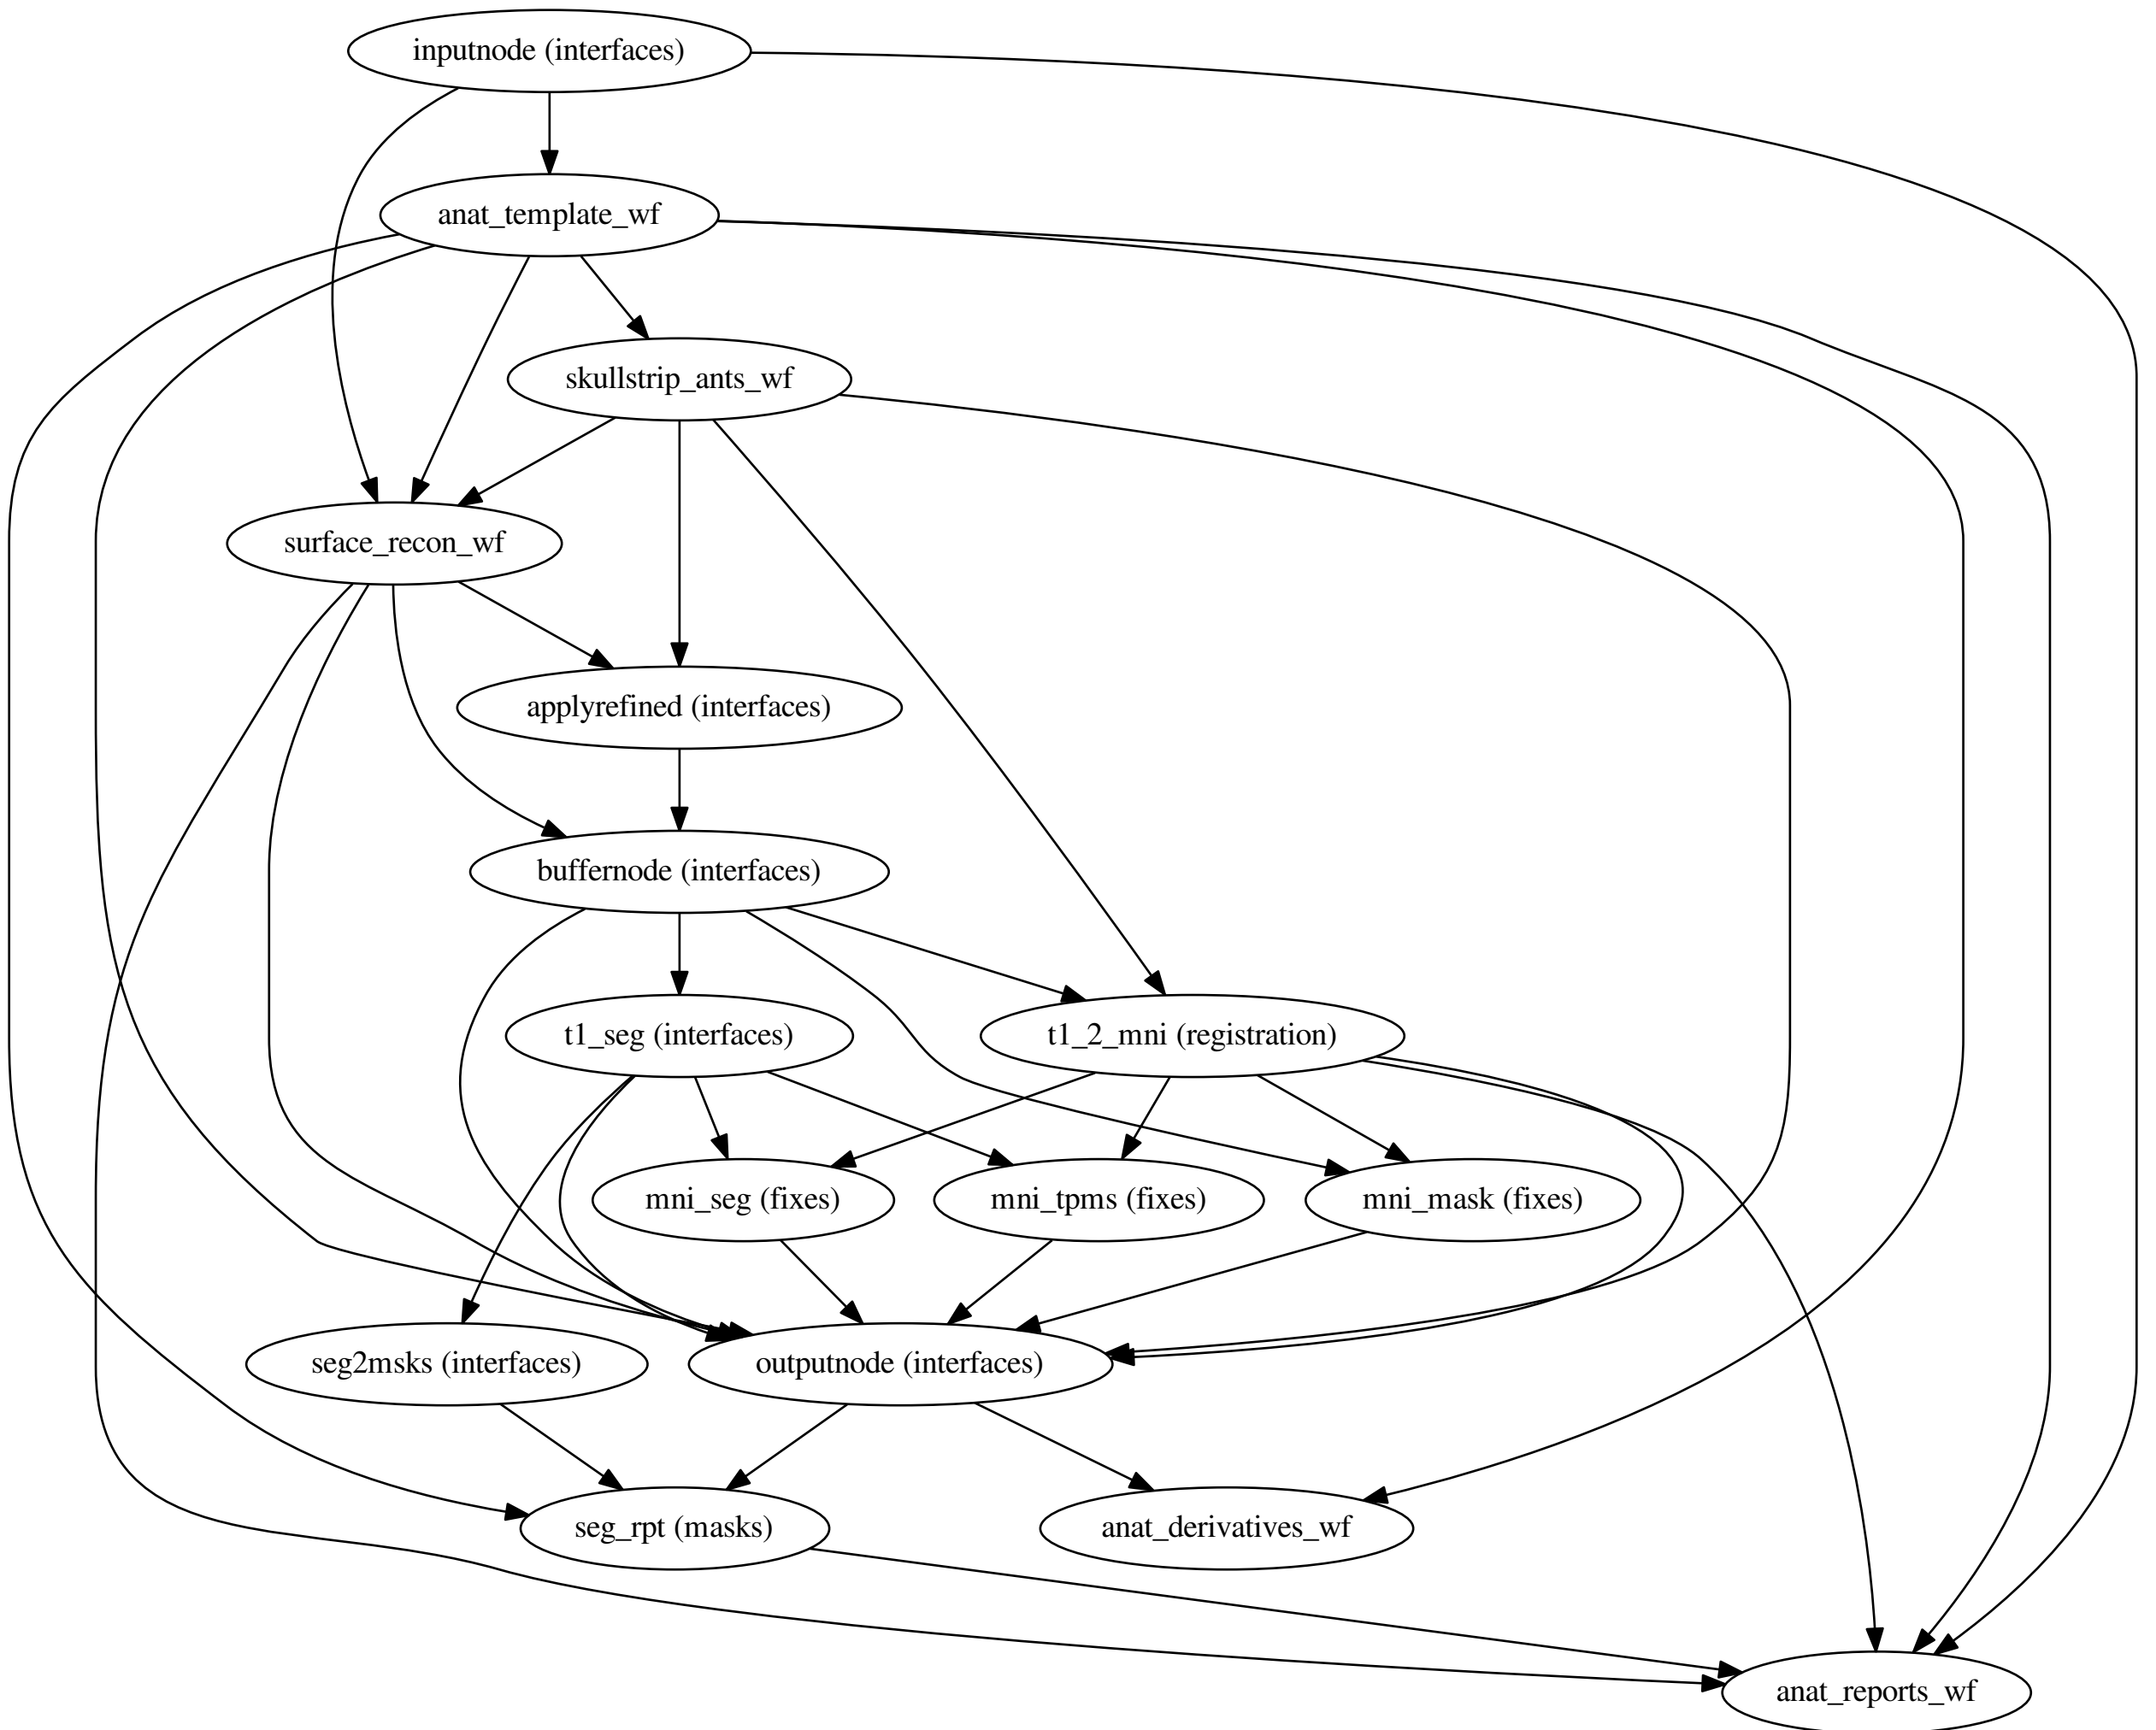 inputnode (interfaces)
anat_template_wf
skullstrip_ants_wf
surface_recon_wf
applyrefined (interfaces)
buffernode (interfaces)
t1_seg (interfaces)
t1_2_mni (registration)
mni_seg (fixes)
mni_tpms (fixes)
mni_mask (fixes)
seg2msks (interfaces)
outputnode (interfaces)
seg_rpt (masks)
anat_derivatives_wf
anat_reports_wf